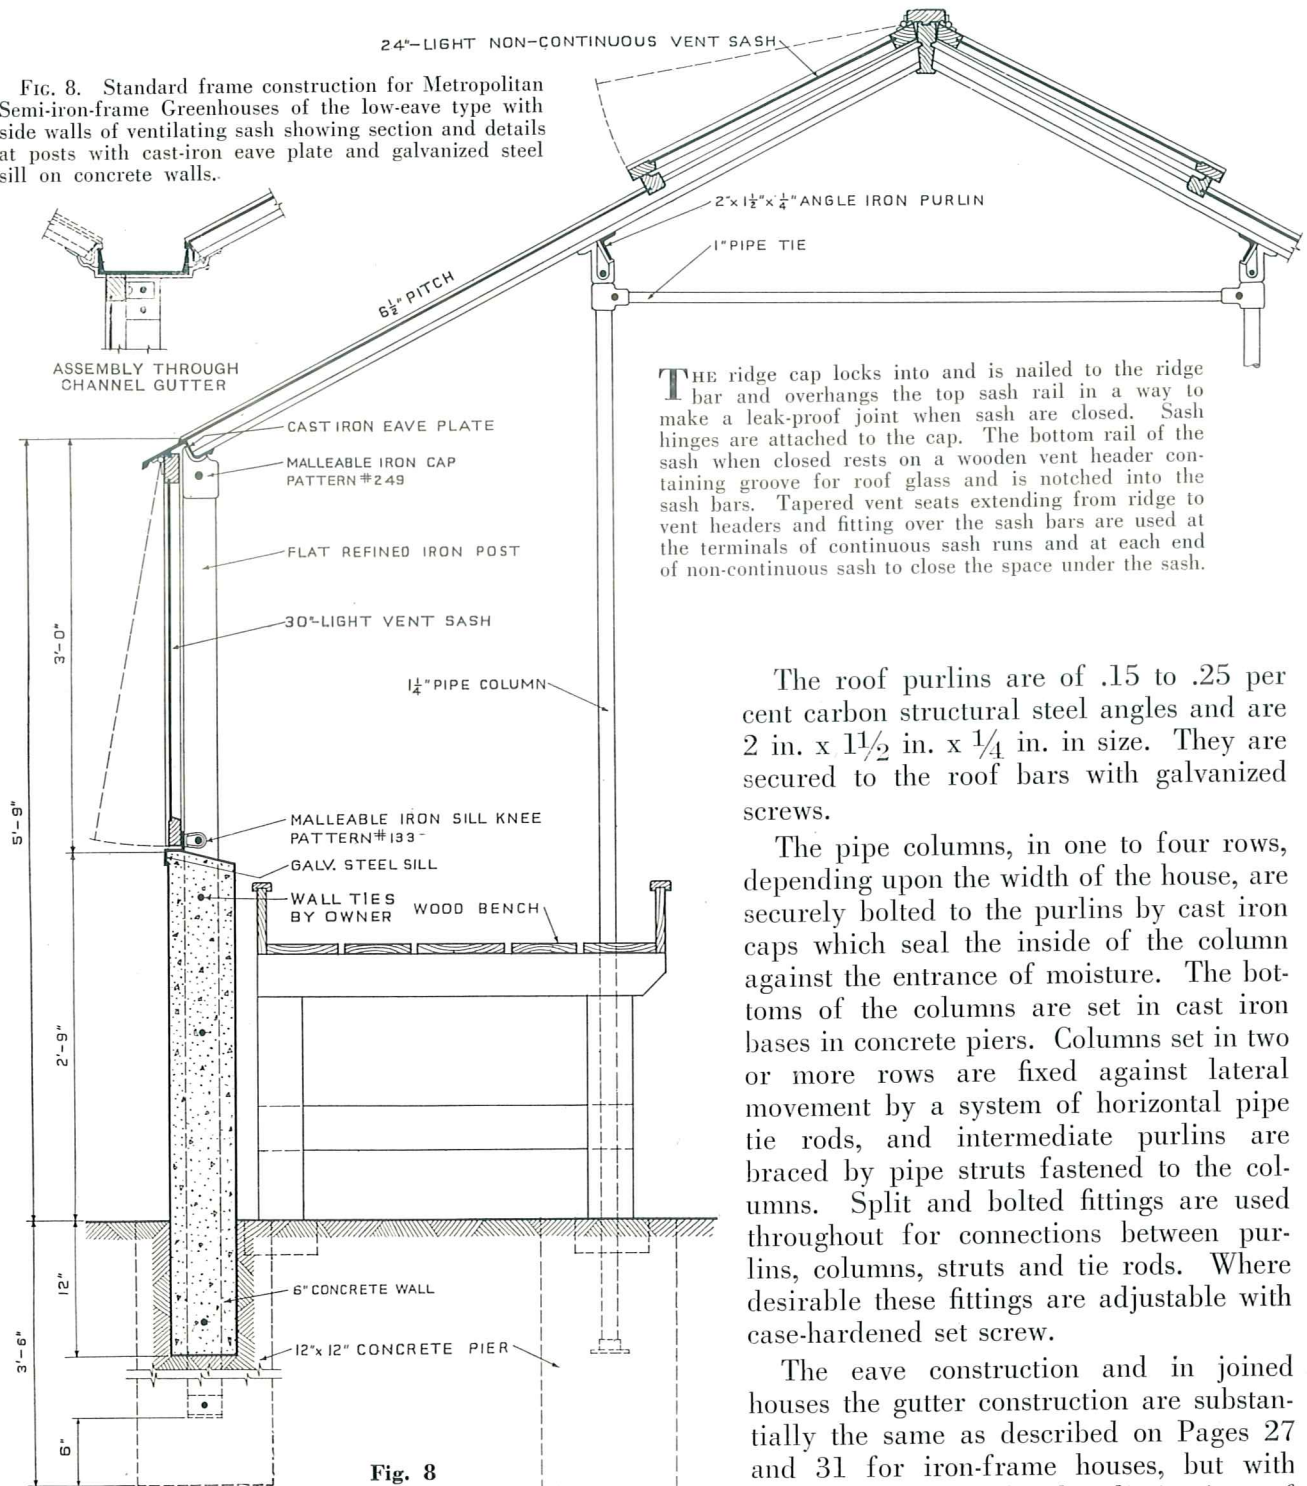 24"-LIGHT NON-CONTINUOUS VENT SASH
FIG. 8. Standard frame construction for Metropolitan
Semi-iron-frame Greenhouses of the low-eave type with
side walls of ventilating sash showing section and details
at posts with cast-iron eave plate and galvanized steel
sill on concrete walls.
2"x1½"x¼" ANGLE IRON PURLIN
1" PIPE TIE
6½" PITCH
ASSEMBLY THROUGH
CHANNEL GUTTER
THE ridge cap locks into and is nailed to the ridge
bar and overhangs the top sash rail in a way to
make a leak-proof joint when sash are closed. Sash
hinges are attached to the cap. The bottom rail of the
sash when closed rests on a wooden vent header con-
taining groove for roof glass and is notched into the
sash bars. Tapered vent seats extending from ridge to
vent headers and fitting over the sash bars are used at
the terminals of continuous sash runs and at each end
of non-continuous sash to close the space under the sash.
CAST IRON EAVE PLATE
MALLEABLE IRON CAP
PATTERN #249
FLAT REFINED IRON POST
30"-LIGHT VENT SASH
1¼" PIPE COLUMN
3'-0"
5'-9"
MALLEABLE IRON SILL KNEE
PATTERN #133-
GALV. STEEL SILL
WALL TIES
BY OWNER
WOOD BENCH
2'-9"
12"
6" CONCRETE WALL
3'-6"
12"x12" CONCRETE PIER
6"
Fig. 8
The roof purlins are of .15 to .25 per
cent carbon structural steel angles and are
2 in. x 1½ in. x ¼ in. in size. They are
secured to the roof bars with galvanized
screws.
The pipe columns, in one to four rows,
depending upon the width of the house, are
securely bolted to the purlins by cast iron
caps which seal the inside of the column
against the entrance of moisture. The bot-
toms of the columns are set in cast iron
bases in concrete piers. Columns set in two
or more rows are fixed against lateral
movement by a system of horizontal pipe
tie rods, and intermediate purlins are
braced by pipe struts fastened to the col-
umns. Split and bolted fittings are used
throughout for connections between pur-
lins, columns, struts and tie rods. Where
desirable these fittings are adjustable with
case-hardened set screw.
The eave construction and in joined
houses the gutter construction are substan-
tially the same as described on Pages 27
and 31 for iron-frame houses, but with